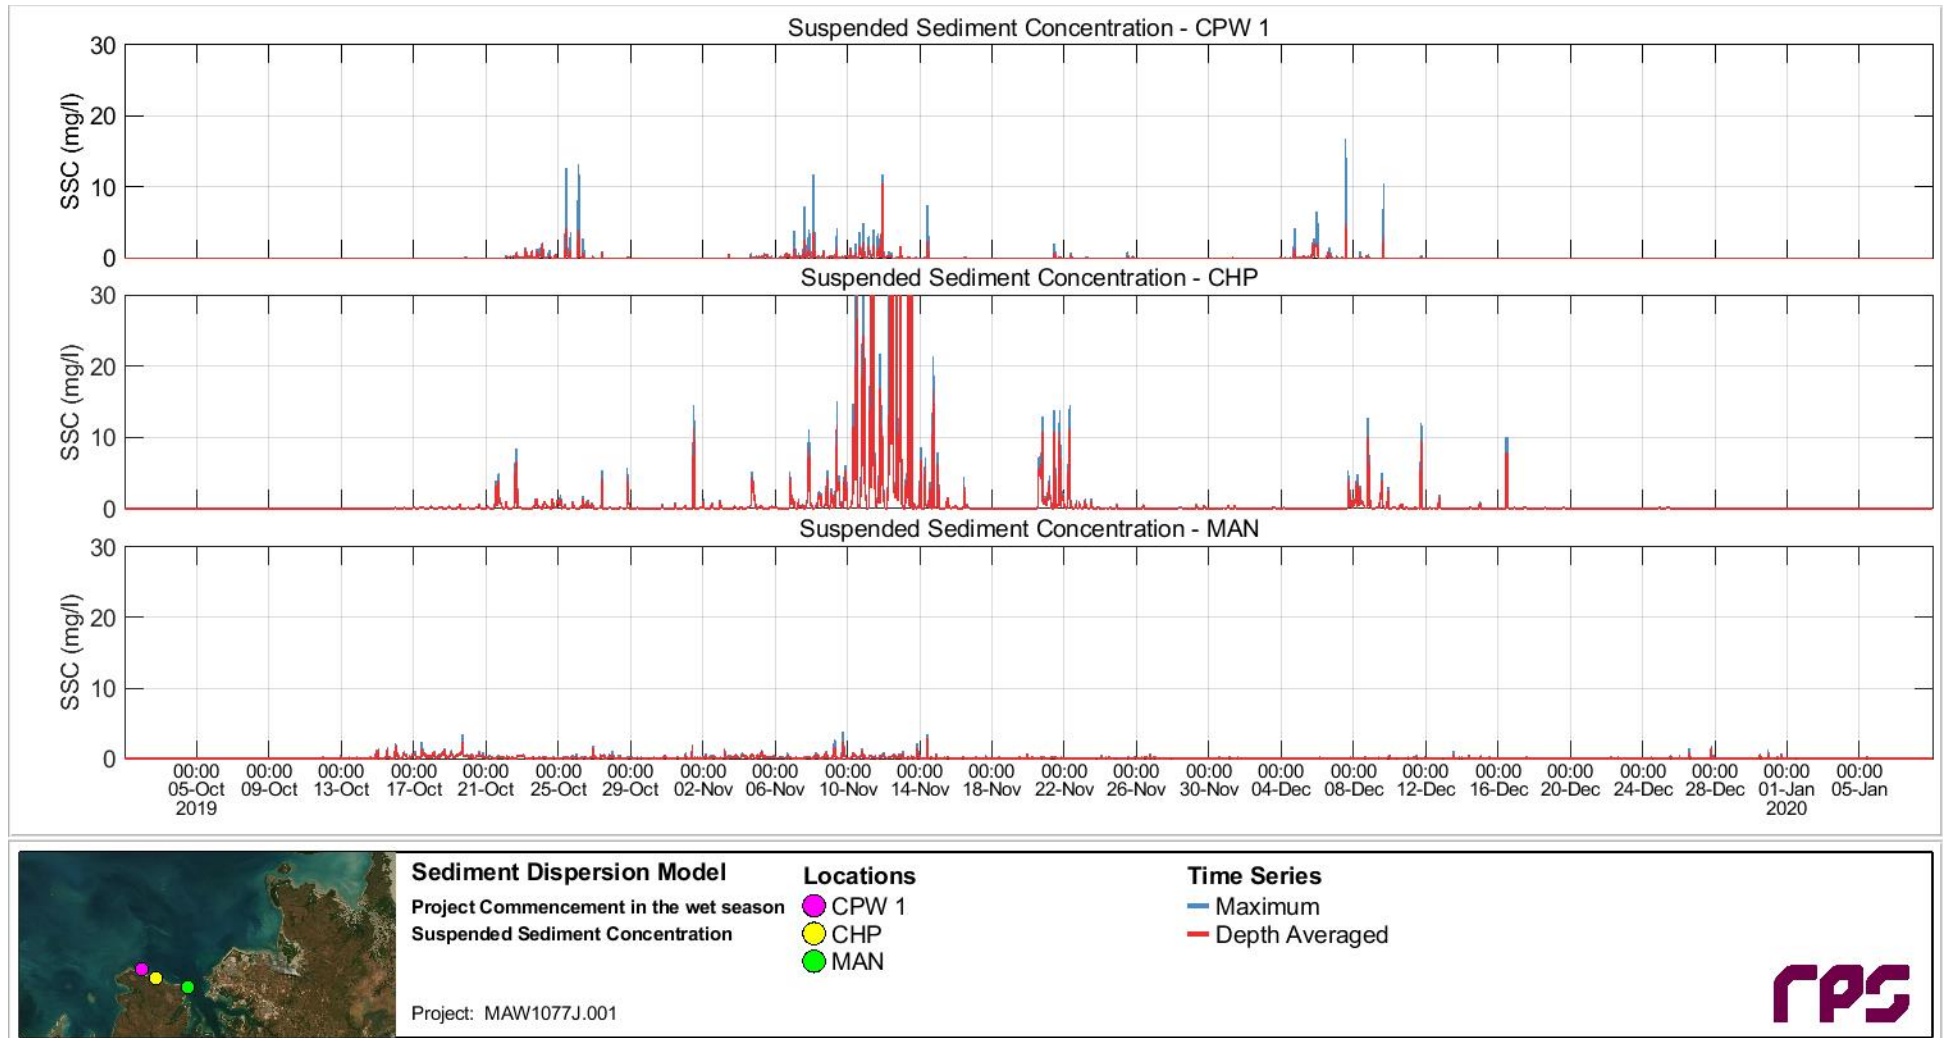 Suspended Sediment Concentration - CPW 1
30
20
10
0
SSC (mg/l)
Suspended Sediment Concentration - CHP
30
20
10
0
SSC (mg/l)
Suspended Sediment Concentration - MAN
30
20
10
0
SSC (mg/l)
00:00 00:00 00:00 00:00 00:00 00:00 00:00 00:00 00:00 00:00 00:00 00:00 00:00 00:00 00:00 00:00 00:00 00:00 00:00 00:00 00:00 00:00 00:00 00:00
05-Oct 09-Oct 13-Oct 17-Oct 21-Oct 25-Oct 29-Oct 02-Nov 06-Nov 10-Nov 14-Nov 18-Nov 22-Nov 26-Nov 30-Nov 04-Dec 08-Dec 12-Dec 16-Dec 20-Dec 24-Dec 28-Dec 01-Jan 05-Jan
2019 2020
Sediment Dispersion Model
Project Commencement in the wet season
Suspended Sediment Concentration
Project: MAW1077J.001
Locations
CPW 1
CHP
MAN
Time Series
Maximum
Depth Averaged
rps